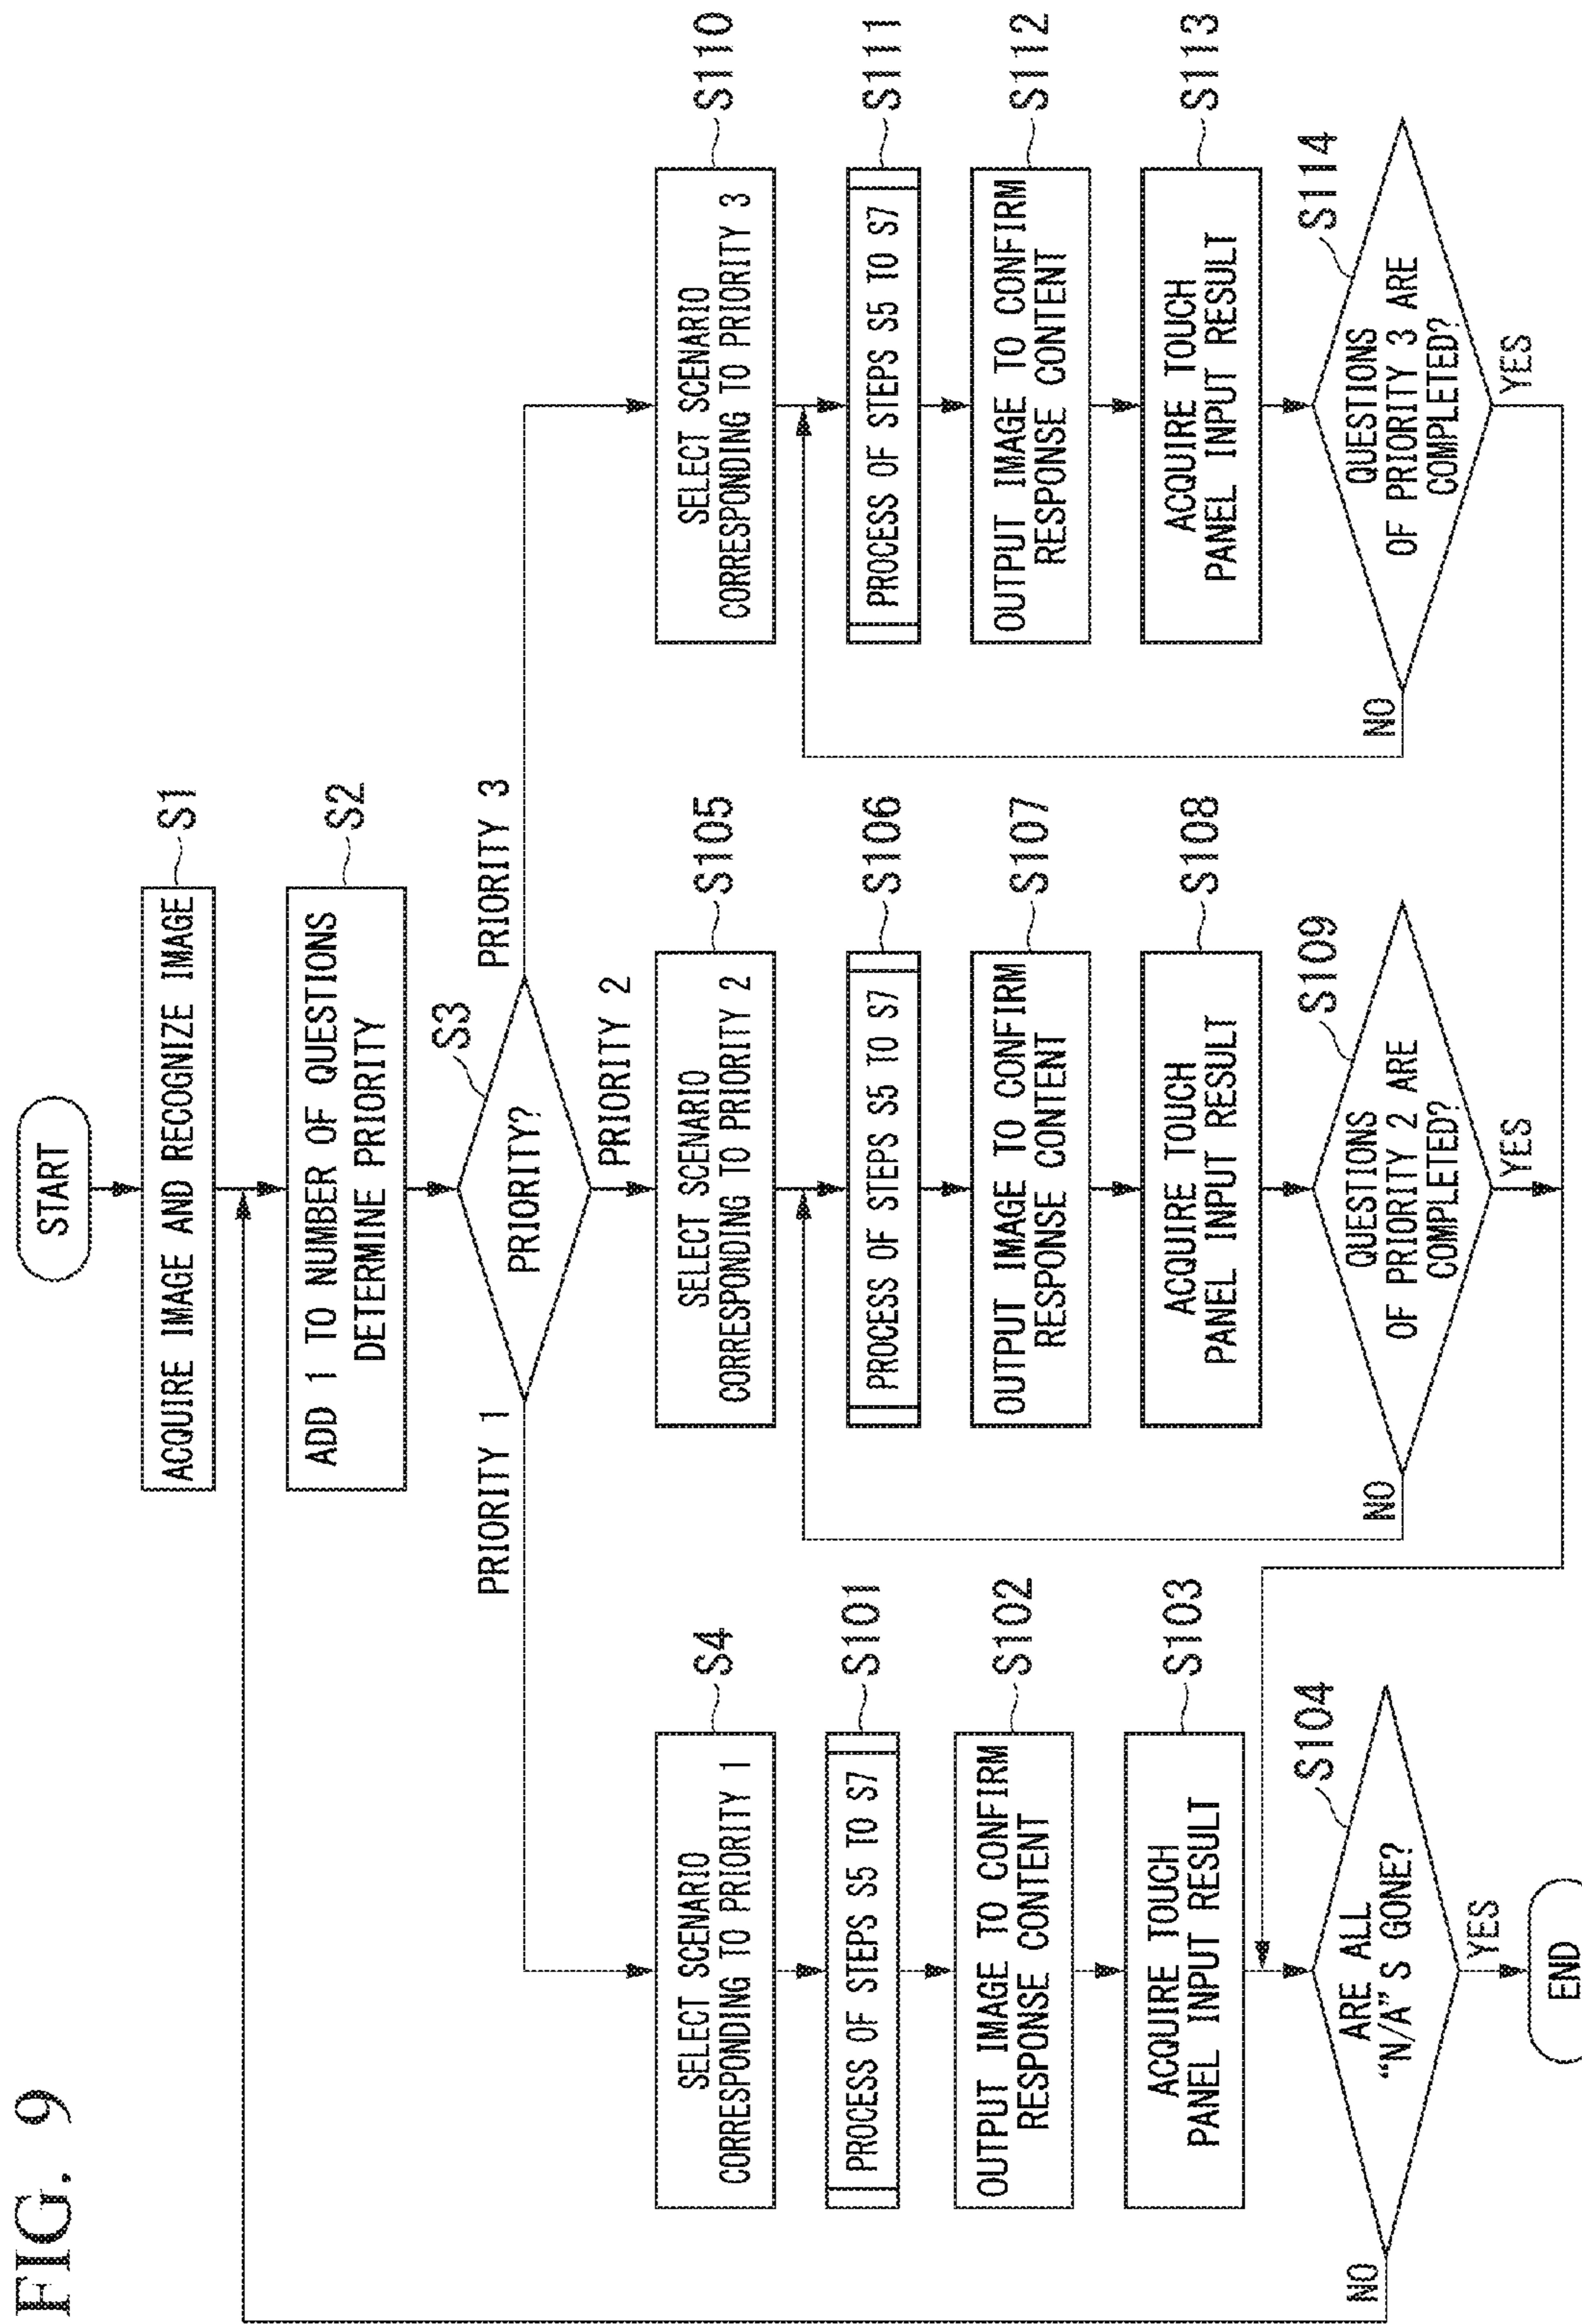 FIG. 9
START
ACQUIRE IMAGE AND RECOGNIZE IMAGE
S1
ADD 1 TO NUMBER OF QUESTIONS
DETERMINE PRIORITY
S2
PRIORITY?
S3
PRIORITY 1
PRIORITY 2
PRIORITY 3
SELECT SCENARIO
CORRESPONDING TO PRIORITY 1
S4
PROCESS OF STEPS S5 TO S7
S101
OUTPUT IMAGE TO CONFIRM
RESPONSE CONTENT
S102
ACQUIRE TOUCH
PANEL INPUT RESULT
S103
ARE ALL
“N/A” S GONE?
S104
NO
YES
END
SELECT SCENARIO
CORRESPONDING TO PRIORITY 2
S105
PROCESS OF STEPS S5 TO S7
S106
OUTPUT IMAGE TO CONFIRM
RESPONSE CONTENT
S107
ACQUIRE TOUCH
PANEL INPUT RESULT
S108
QUESTIONS
OF PRIORITY 2 ARE
COMPLETED?
S109
NO
YES
SELECT SCENARIO
CORRESPONDING TO PRIORITY 3
S110
PROCESS OF STEPS S5 TO S7
S111
OUTPUT IMAGE TO CONFIRM
RESPONSE CONTENT
S112
ACQUIRE TOUCH
PANEL INPUT RESULT
S113
QUESTIONS
OF PRIORITY 3 ARE
COMPLETED?
S114
NO
YES